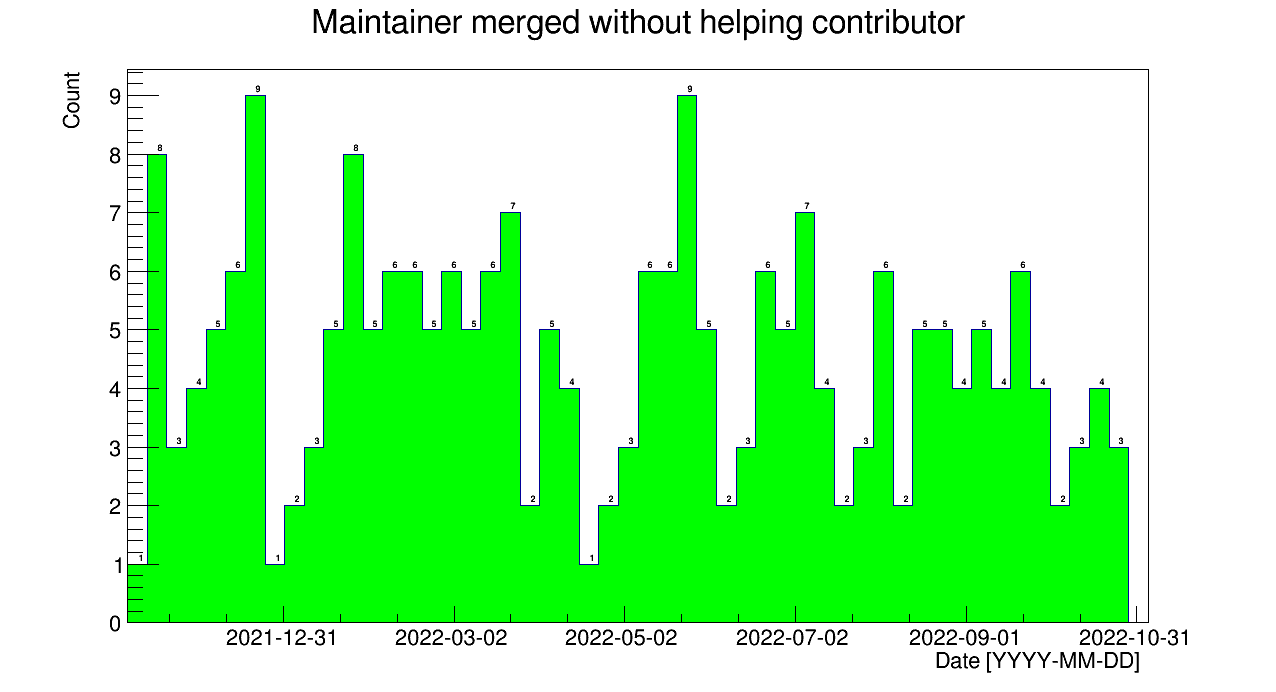 Maintainer merged without helping contributor
Count
9
8
7
6
5
4
3
2
1
0
1 8 3 4 5 6 9 1 2 3 5 8 5 6 6 5 6 5 6 7 2 5 4 1 2 3 6 6 9 5 2 3 6 5 7 4 2 3 6 2 5 5 4 5 4 6 4 2 3 4 3
2021-12-31 2022-03-02 2022-05-02 2022-07-02 2022-09-01 2022-10-31
Date [YYYY-MM-DD]